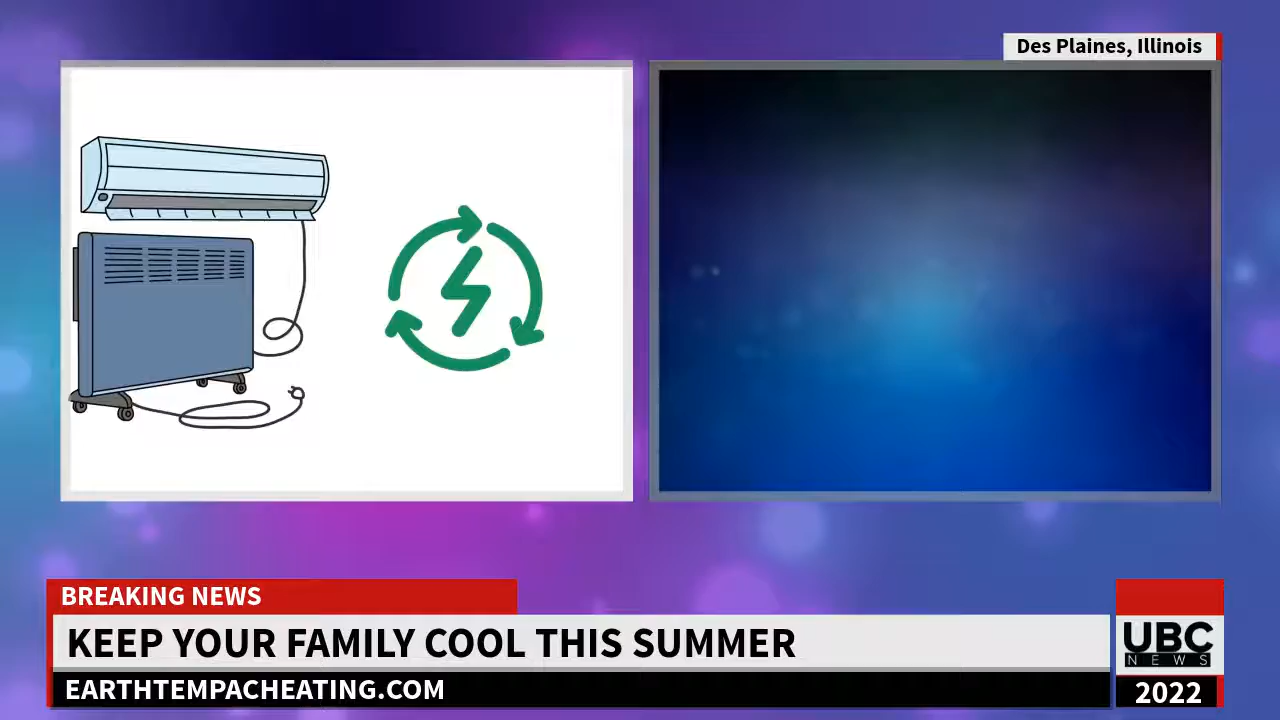 Des Plaines, Illinois
BREAKING NEWS
KEEP YOUR FAMILY COOL THIS SUMMER
EARTHTEMPACHEATING.COM
UBC
NEWS
2022